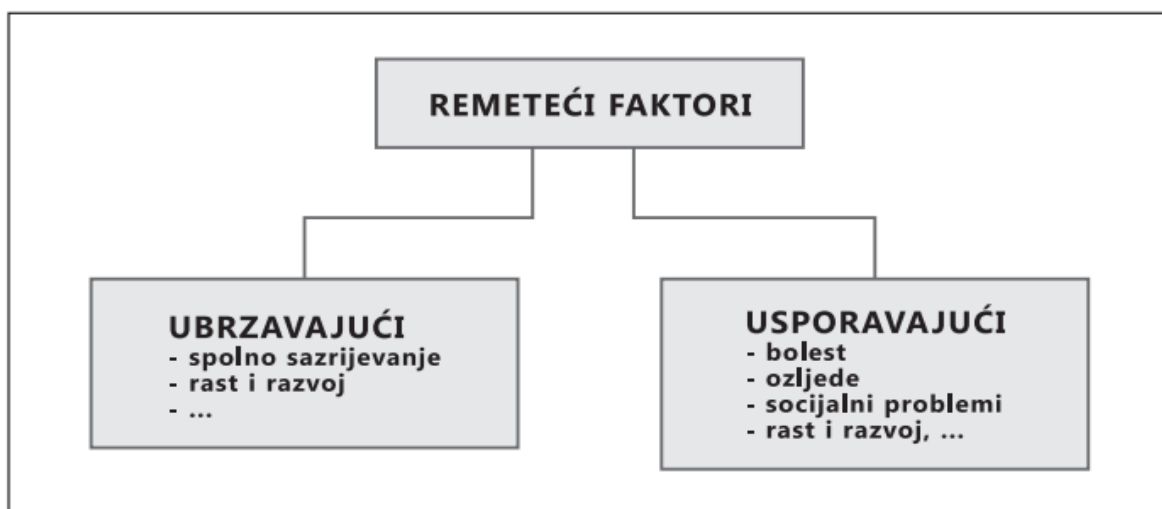 REMETEĆI FAKTORI
UBRZAVAJUĆI
- spolno sazrijevanje
- rast i razvoj
- ...
USPORAVAJUĆI
- bolest
- ozljede
- socijalni problemi
- rast i razvoj, ...